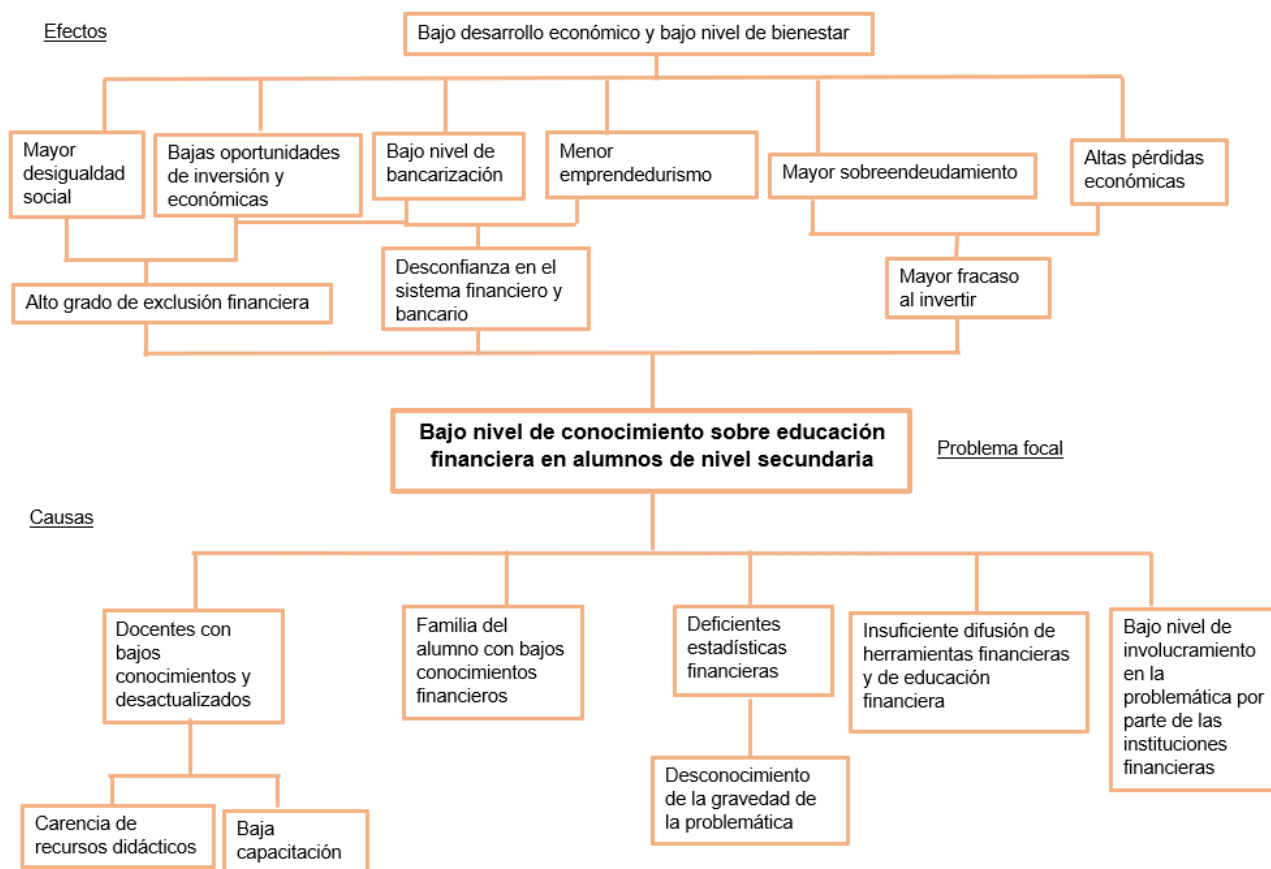 Efectos
Bajo desarrollo económico y bajo nivel de bienestar
Mayor
desigualdad
social
Bajas oportunidades
de inversión y
económicas
Bajo nivel de
bancarización
Menor
emprendedurismo
Mayor sobreendeudamiento
Altas pérdidas
económicas
Alto grado de exclusión financiera
Desconfianza en el
sistema financiero y
bancario
Mayor fracaso
al invertir
Bajo nivel de conocimiento sobre educación
financiera en alumnos de nivel secundaria
Problema focal
Causas
Docentes con
bajos
conocimientos y
desactualizados
Familia del
alumno con bajos
conocimientos
financieros
Deficientes
estadísticas
financieras
Insuficiente difusión de
herramientas financieras
y de educación
financiera
Bajo nivel de
involucramiento
en la
problemática por
parte de las
instituciones
financieras
Carencia de
recursos didácticos
Baja
capacitación
Desconocimiento
de la gravedad de
la problemática